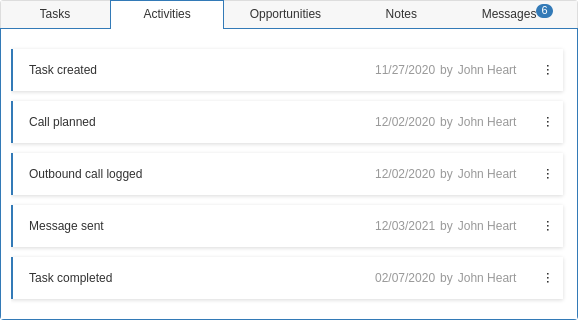 Tasks Activities Opportunities Notes Messages 6
Task created 11/27/2020 by John Heart
Call planned 12/02/2020 by John Heart
Outbound call logged 12/02/2020 by John Heart
Message sent 12/03/2021 by John Heart
Task completed 02/07/2020 by John Heart